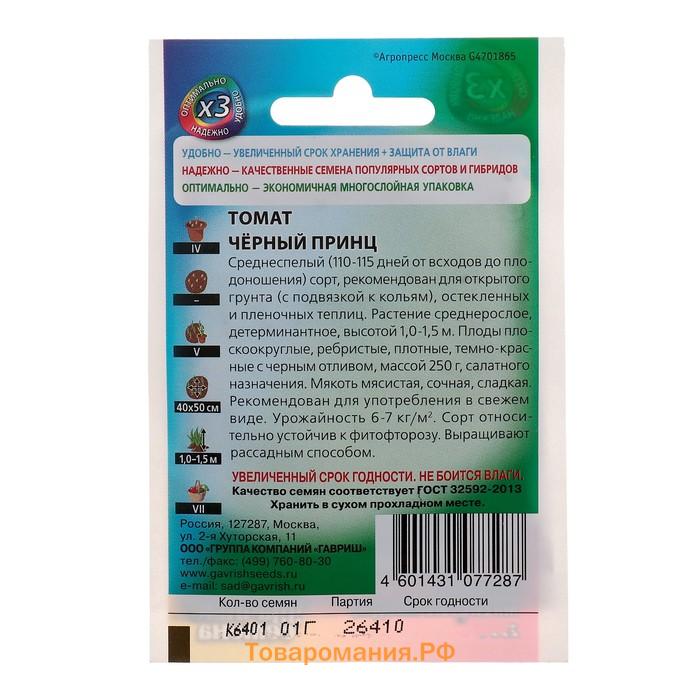 ©Агропресс Москва G4701865
ОПТИМАЛЬНО УДОБНО
х3
НАДЕЖНО
УДОБНО – УВЕЛИЧЕННЫЙ СРОК ХРАНЕНИЯ + ЗАЩИТА ОТ ВЛАГИ
НАДЕЖНО – КАЧЕСТВЕННЫЕ СЕМЕНА ПОПУЛЯРНЫХ СОРТОВ И ГИБРИДОВ
ОПТИМАЛЬНО – ЭКОНОМИЧНАЯ МНОГОСЛОЙНАЯ УПАКОВКА
ТОМАТ
ЧЁРНЫЙ ПРИНЦ
Среднеспелый (110-115 дней от всходов до пло-
доношения) сорт, рекомендован для открытого
грунта (с подвязкой к кольям), остекленных
и пленочных теплиц. Растение среднерослое,
детерминантное, высотой 1,0-1,5 м. Плоды пло-
скоокруглые, ребристые, плотные, темно-крас-
ные с черным отливом, массой 250 г, салатного
назначения. Мякоть мясистая, сочная, сладкая.
Рекомендован для употребления в свежем
виде. Урожайность 6-7 кг/м². Сорт относи-
тельно устойчив к фитофторозу. Выращивают
рассадным способом.
IV
–
V
40x50 см
1,0-1,5 м
VII
УВЕЛИЧЕННЫЙ СРОК ГОДНОСТИ. НЕ БОИТСЯ ВЛАГИ.
Качество семян соответствует ГОСТ 32592-2013
Хранить в сухом прохладном месте.
Россия, 127287, Москва,
ул. 2-я Хуторская, 11
ООО «ГРУППА КОМПАНИЙ «ГАВРИШ»
тел./факс: (499) 760-80-30
www.gavrishseeds.ru
e-mail: sad@gavrish.ru
4 601431 077287
Кол-во семян Партия Срок годности
К6401 01Г 26410
Товаромания.РФ